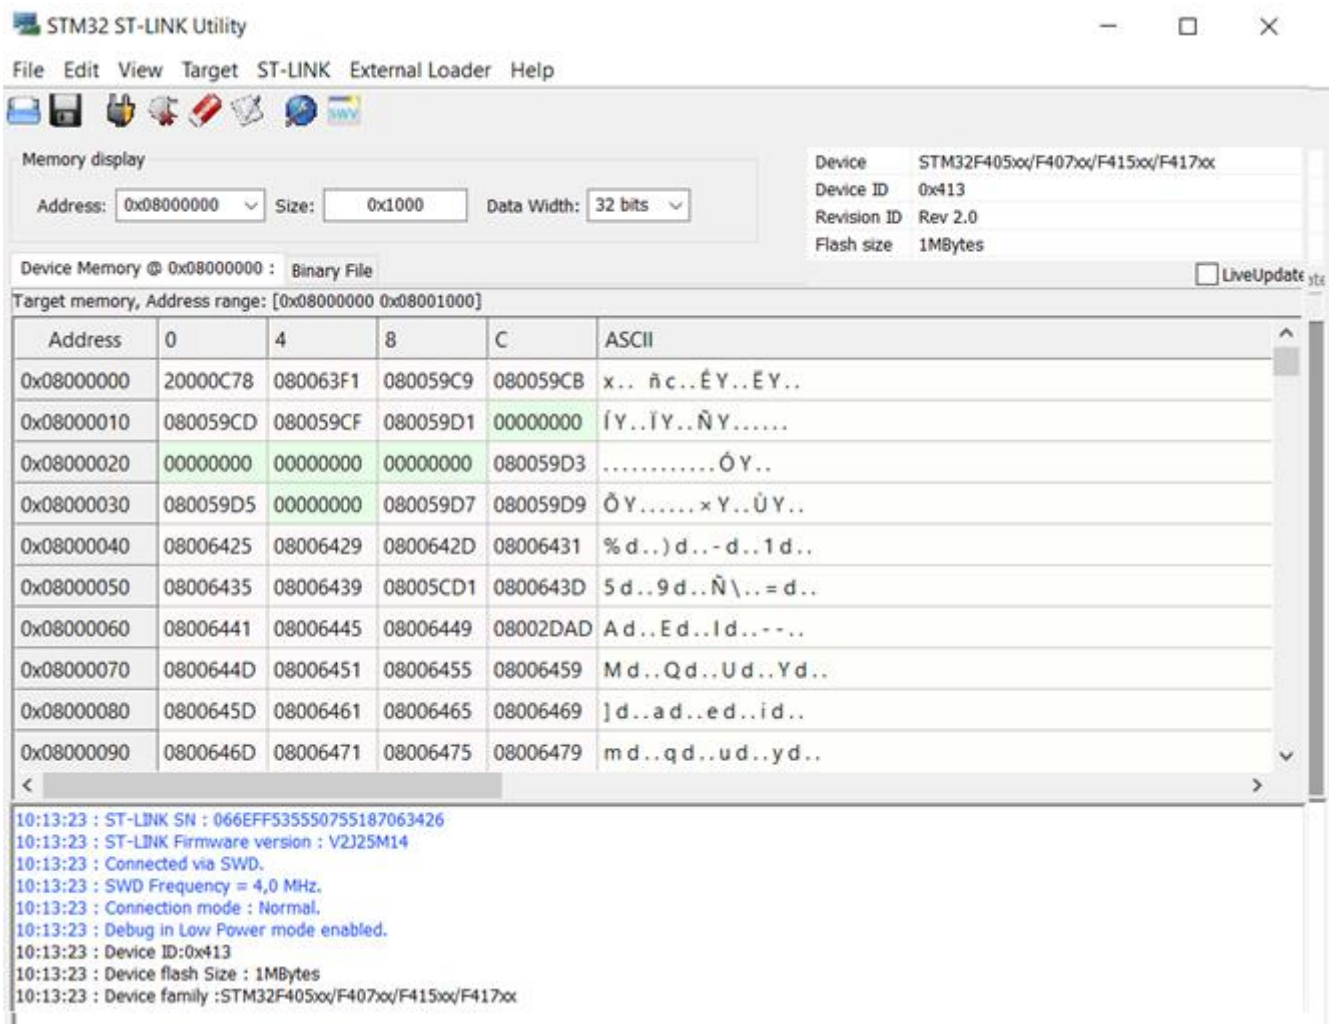 STM32 ST-LINK Utility
File Edit View Target ST-LINK External Loader Help
SWV
Memory display
Address: 0x08000000 Size: 0x1000 Data Width: 32 bits
Device STM32F405xx/F407xx/F415xx/F417xx
Device ID 0x413
Revision ID Rev 2.0
Flash size 1MBytes
LiveUpdate
Device Memory @ 0x08000000 : Binary File
Target memory, Address range: [0x08000000 0x08001000]
Address 0 4 8 C ASCII
0x08000000 20000C78 080063F1 080059C9 080059CB x.. ñc..ÉY..ËY..
0x08000010 080059CD 080059CF 080059D1 00000000 ÍY..ÏY..ÑY......
0x08000020 00000000 00000000 00000000 080059D3 ............ÓY..
0x08000030 080059D5 00000000 080059D7 080059D9 ÕY......×Y..ÙY..
0x08000040 08006425 08006429 0800642D 08006431 %d..)d..-d..1d..
0x08000050 08006435 08006439 08005CD1 0800643D 5d..9d..Ñ\..=d..
0x08000060 08006441 08006445 08006449 08002DAD Ad..Ed..Id..--..
0x08000070 0800644D 08006451 08006455 08006459 Md..Qd..Ud..Yd..
0x08000080 0800645D 08006461 08006465 08006469 ]d..ad..ed..id..
0x08000090 0800646D 08006471 08006475 08006479 md..qd..ud..yd..
10:13:23 : ST-LINK SN : 066EFF535550755187063426
10:13:23 : ST-LINK Firmware version : V2J25M14
10:13:23 : Connected via SWD.
10:13:23 : SWD Frequency = 4,0 MHz.
10:13:23 : Connection mode : Normal.
10:13:23 : Debug in Low Power mode enabled.
10:13:23 : Device ID:0x413
10:13:23 : Device flash Size : 1MBytes
10:13:23 : Device family :STM32F405xx/F407xx/F415xx/F417xx